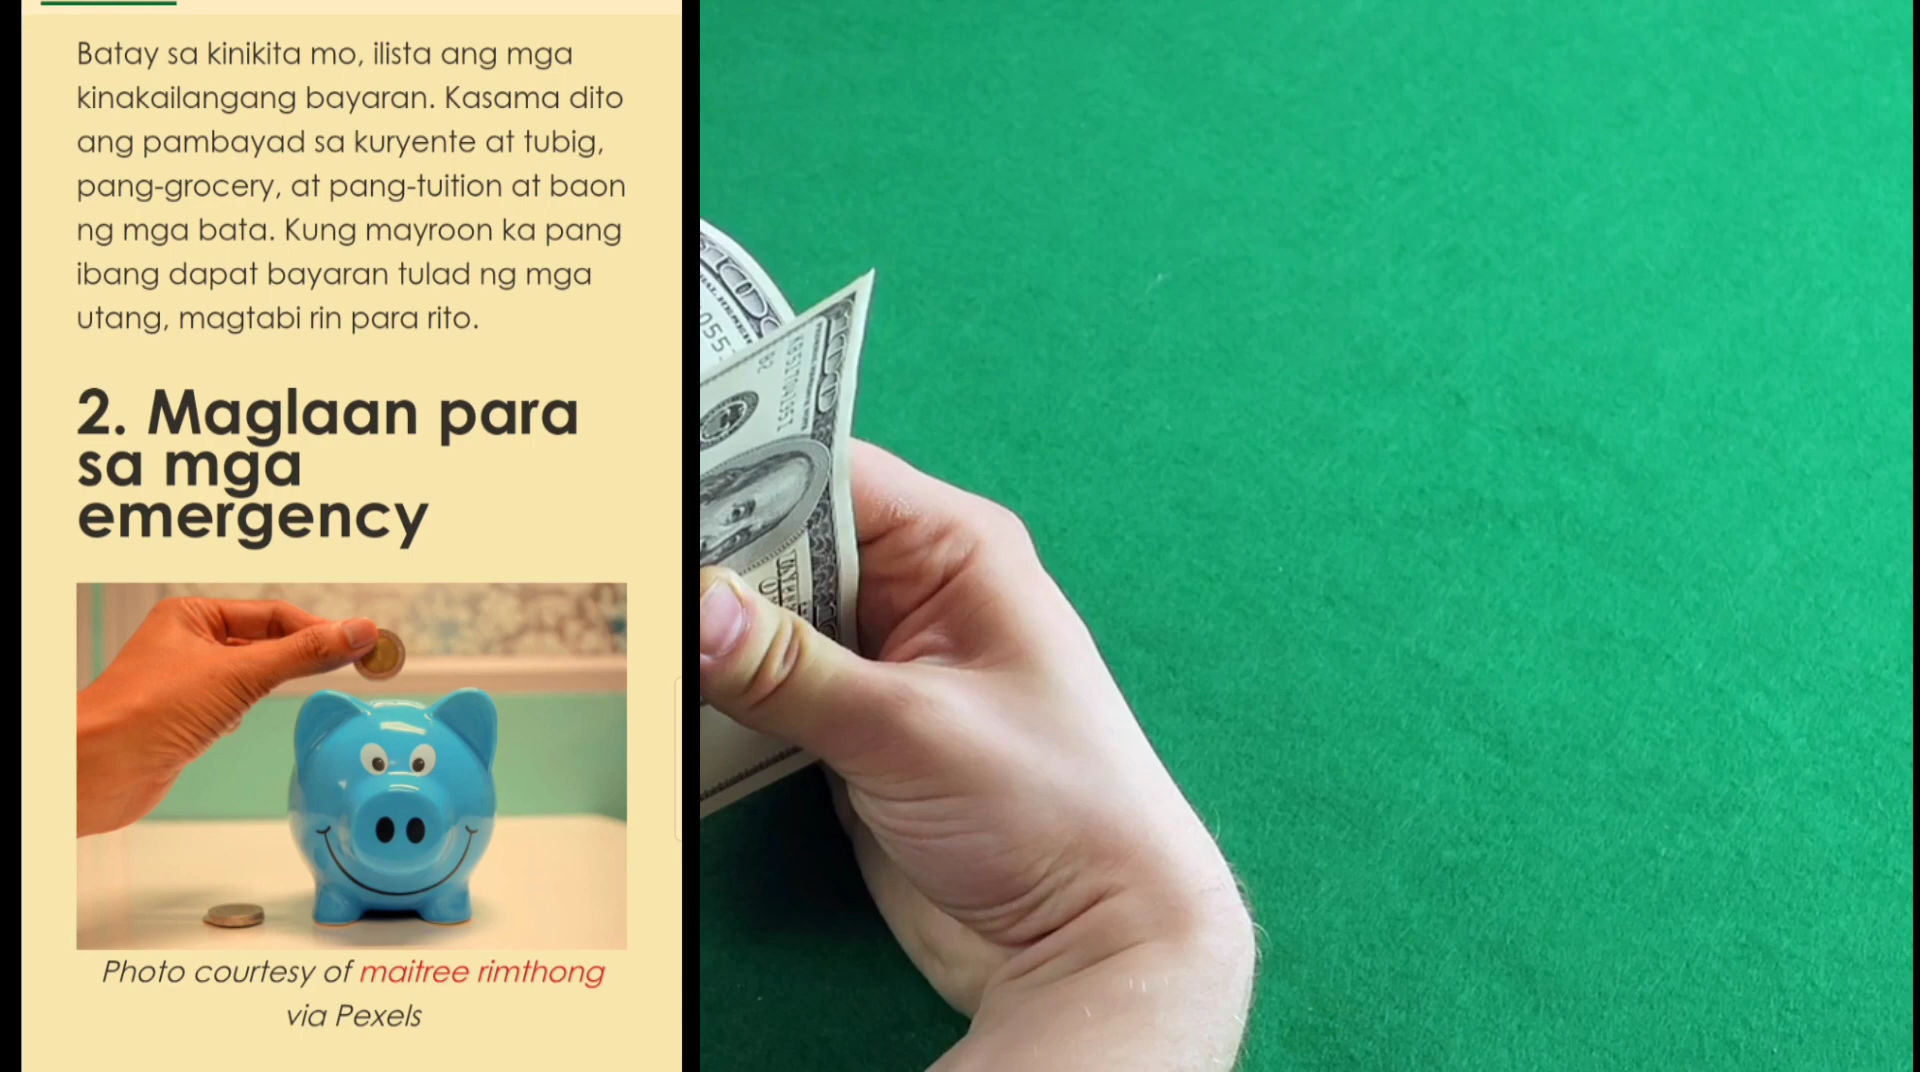 Batay sa kinikita mo, ilista ang mga
kinakailangang bayaran. Kasama dito
ang pambayad sa kuryente at tubig,
pang-grocery, at pang-tuition at baon
ng mga bata. Kung mayroon ka pang
ibang dapat bayaran tulad ng mga
utang, magtabi rin para rito.
2. Maglaan para
sa mga
emergency
Photo courtesy of maitree rimthong
via Pexels